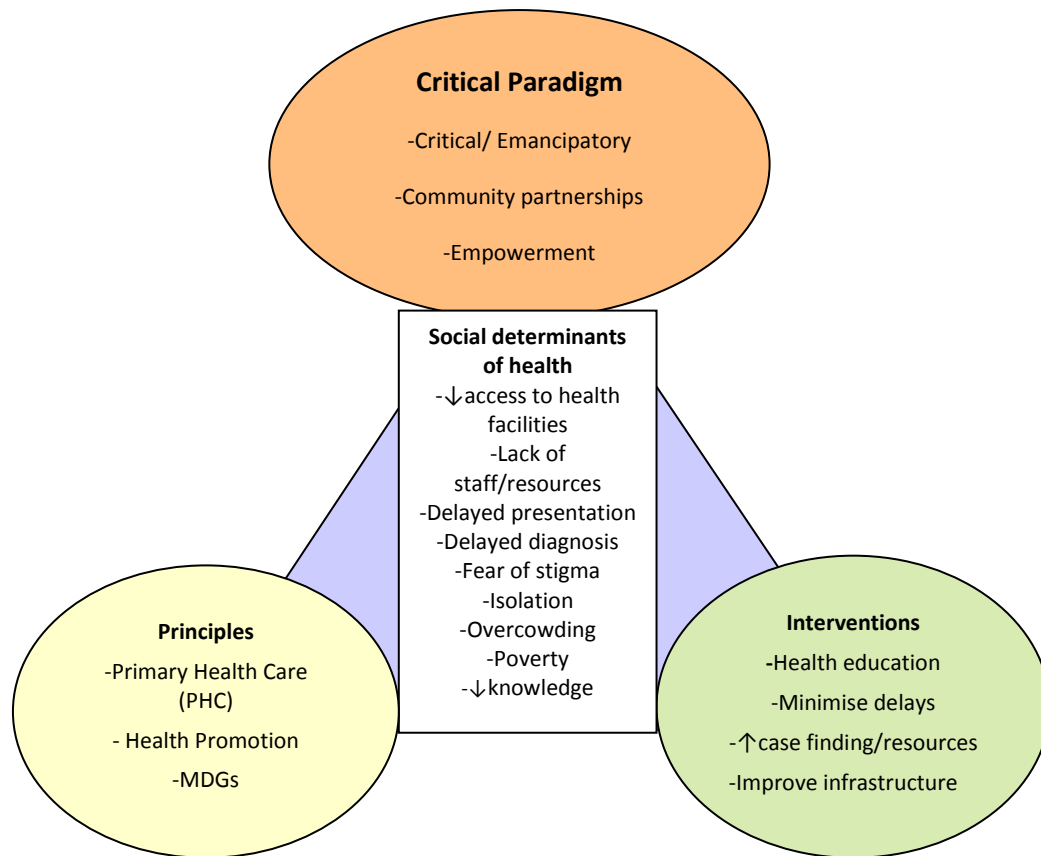 Critical Paradigm
-Critical/ Emancipatory
-Community partnerships
-Empowerment
Social determinants
of health
-↓access to health
facilities
-Lack of
staff/resources
-Delayed presentation
-Delayed diagnosis
-Fear of stigma
-Isolation
-Overcowding
-Poverty
-↓knowledge
Principles
-Primary Health Care
(PHC)
- Health Promotion
-MDGs
Interventions
-Health education
-Minimise delays
-↑case finding/resources
-Improve infrastructure